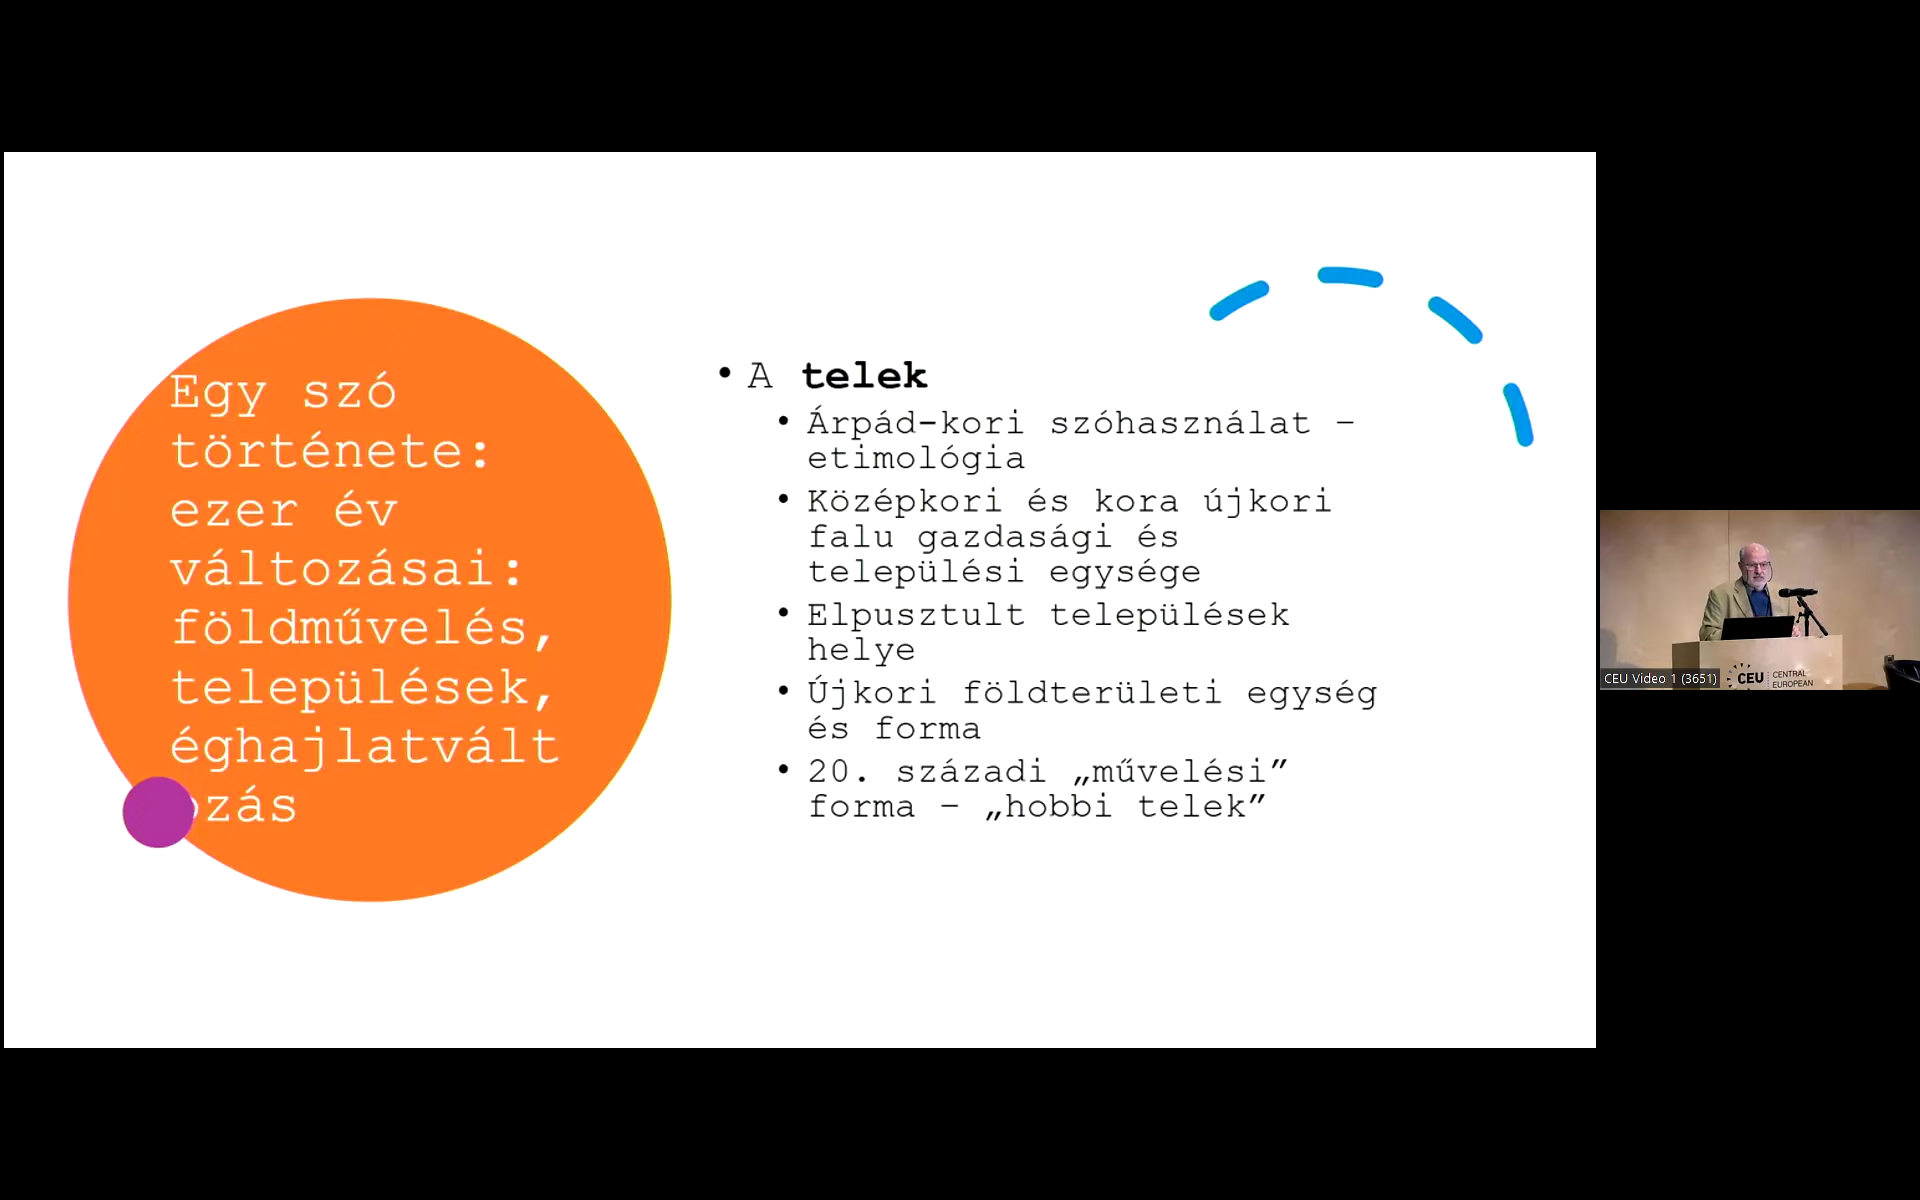 Egy szó
története:
ezer év
változásai:
földművelés,
települések,
éghajlatvált
ozás
• A telek
• Árpád-kori szóhasználat –
etimológia
• Középkori és kora újkori
falu gazdasági és
települési egysége
• Elpusztult települések
helye
• Újkori földterületi egység
és forma
• 20. századi „művelési”
forma – „hobbi telek”
CEU Video 1 (3651)
CEU
CENTRAL
EUROPEAN